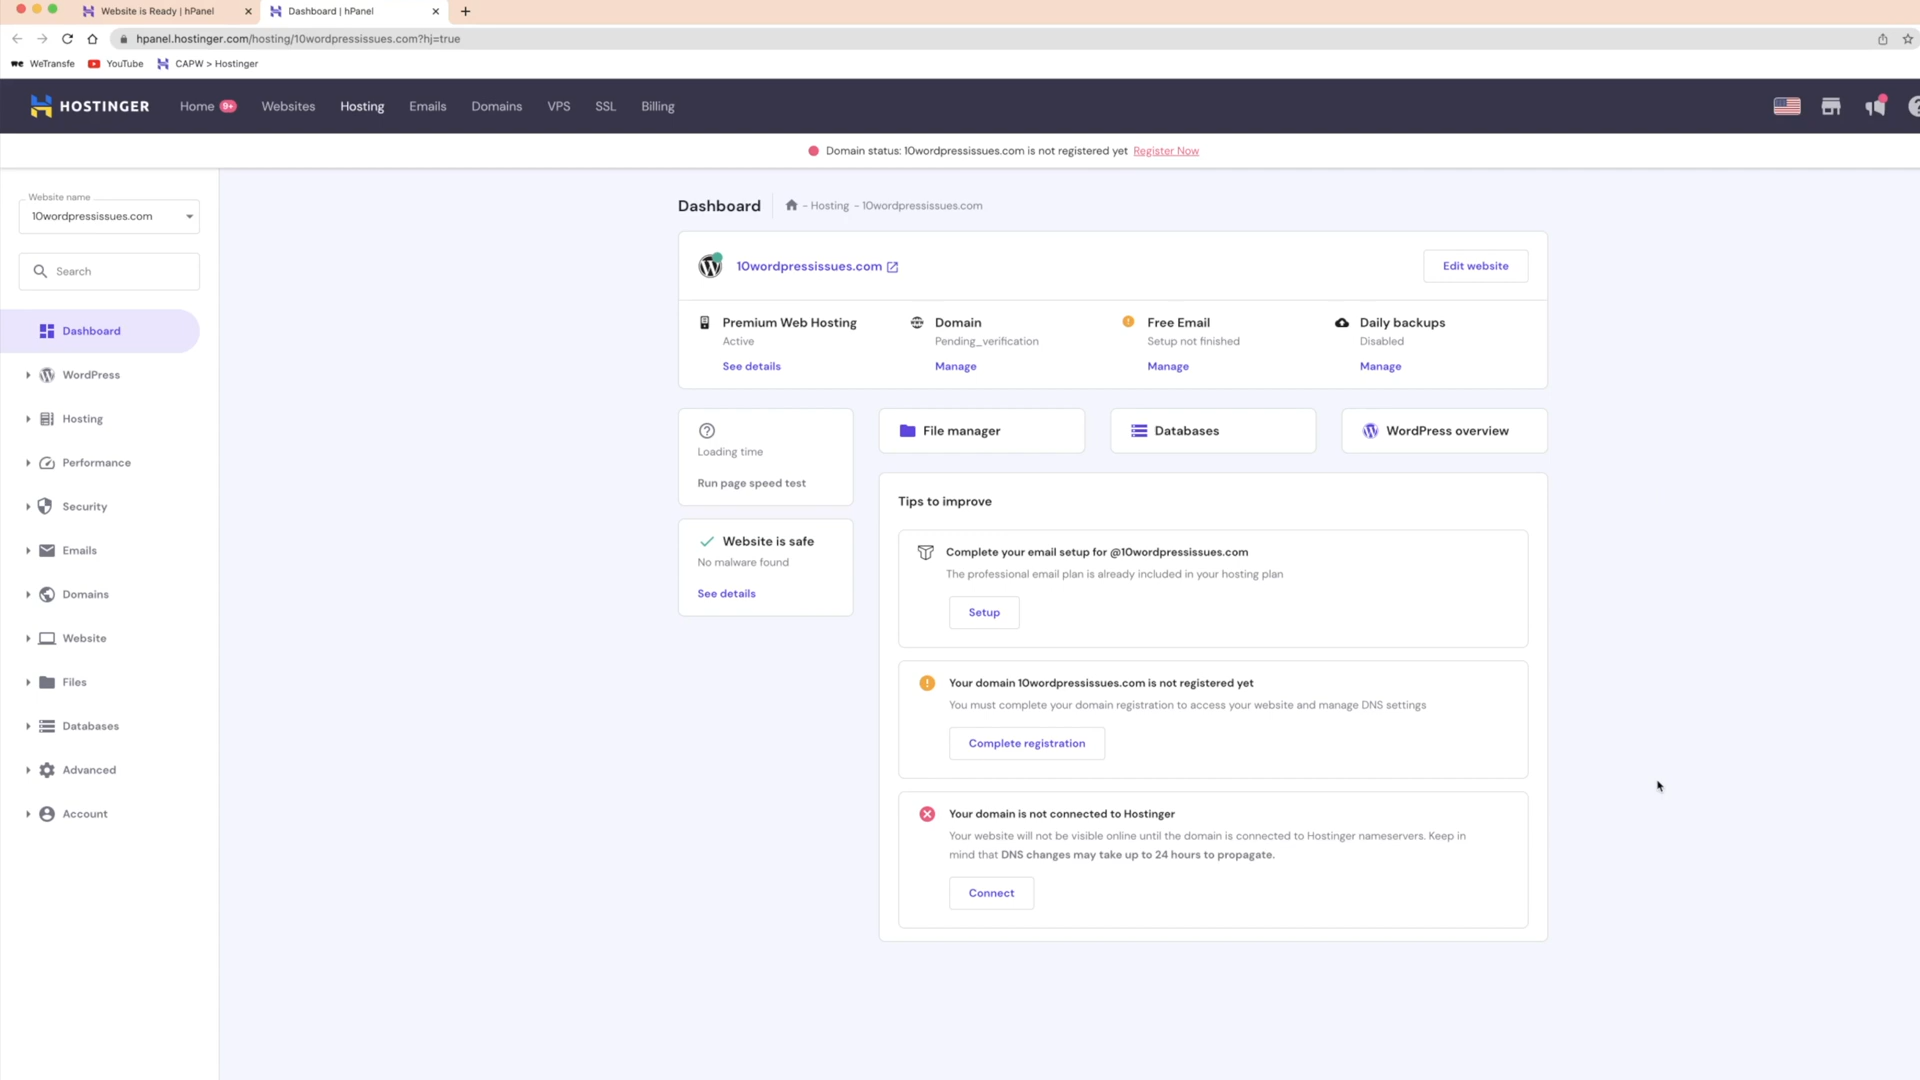 Website is Ready | hPanel
Dashboard | hPanel
hpanel.hostinger.com/hosting/10wordpressissues.com?hj=true
we WeTransfe
YouTube
CAPW > Hostinger
HOSTINGER
Home 9+
Websites
Hosting
Emails
Domains
VPS
SSL
Billing
Domain status: 10wordpressissues.com is not registered yet Register Now
Website name
10wordpressissues.com
Search
Dashboard
WordPress
Hosting
Performance
Security
Emails
Domains
Website
Files
Databases
Advanced
Account
Dashboard
- Hosting - 10wordpressissues.com
10wordpressissues.com
Edit website
Premium Web Hosting
Active
See details
Domain
Pending_verification
Manage
Free Email
Setup not finished
Manage
Daily backups
Disabled
Manage
Loading time
Run page speed test
Website is safe
No malware found
See details
File manager
Databases
WordPress overview
Tips to improve
Complete your email setup for @10wordpressissues.com
The professional email plan is already included in your hosting plan
Setup
Your domain 10wordpressissues.com is not registered yet
You must complete your domain registration to access your website and manage DNS settings
Complete registration
Your domain is not connected to Hostinger
Your website will not be visible online until the domain is connected to Hostinger nameservers. Keep in
mind that DNS changes may take up to 24 hours to propagate.
Connect